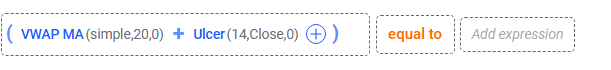 ( VWAP MA(simple,20,0) + Ulcer(14,Close,0) + ) equal to Add expression